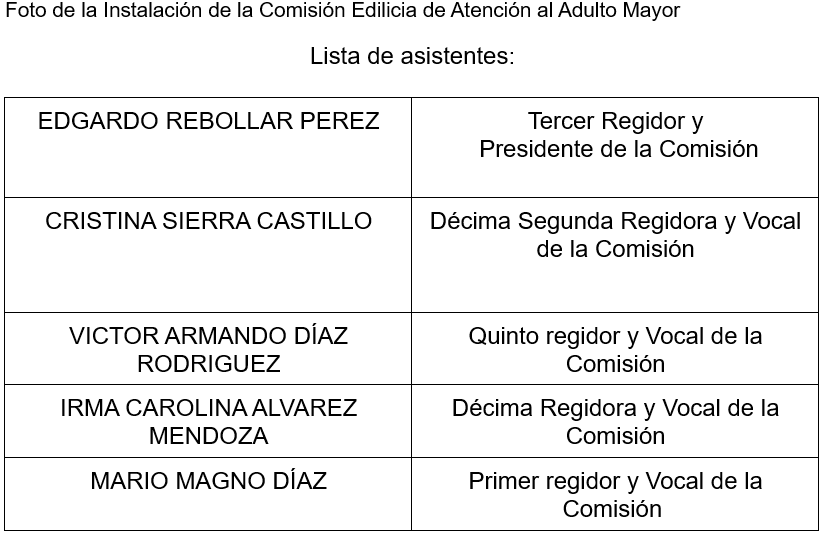 Foto de la Instalación de la Comisión Edilicia de Atención al Adulto Mayor
Lista de asistentes:
EDGARDO REBOLLAR PEREZ
Tercer Regidor y
Presidente de la Comisión
CRISTINA SIERRA CASTILLO
Décima Segunda Regidora y Vocal
de la Comisión
VICTOR ARMANDO DÍAZ
RODRIGUEZ
Quinto regidor y Vocal de la
Comisión
IRMA CAROLINA ALVAREZ
MENDOZA
Décima Regidora y Vocal de la
Comisión
MARIO MAGNO DÍAZ
Primer regidor y Vocal de la
Comisión